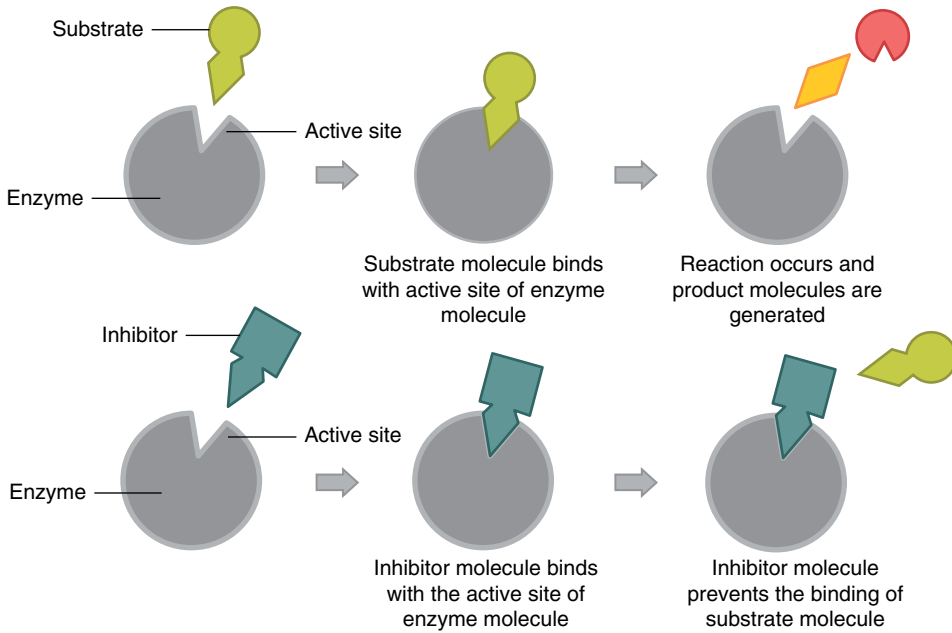 Substrate
Active site
Enzyme
Substrate molecule binds
with active site of enzyme
molecule
Reaction occurs and
product molecules are
generated
Inhibitor
Active site
Enzyme
Inhibitor molecule binds
with the active site of
enzyme molecule
Inhibitor molecule
prevents the binding of
substrate molecule